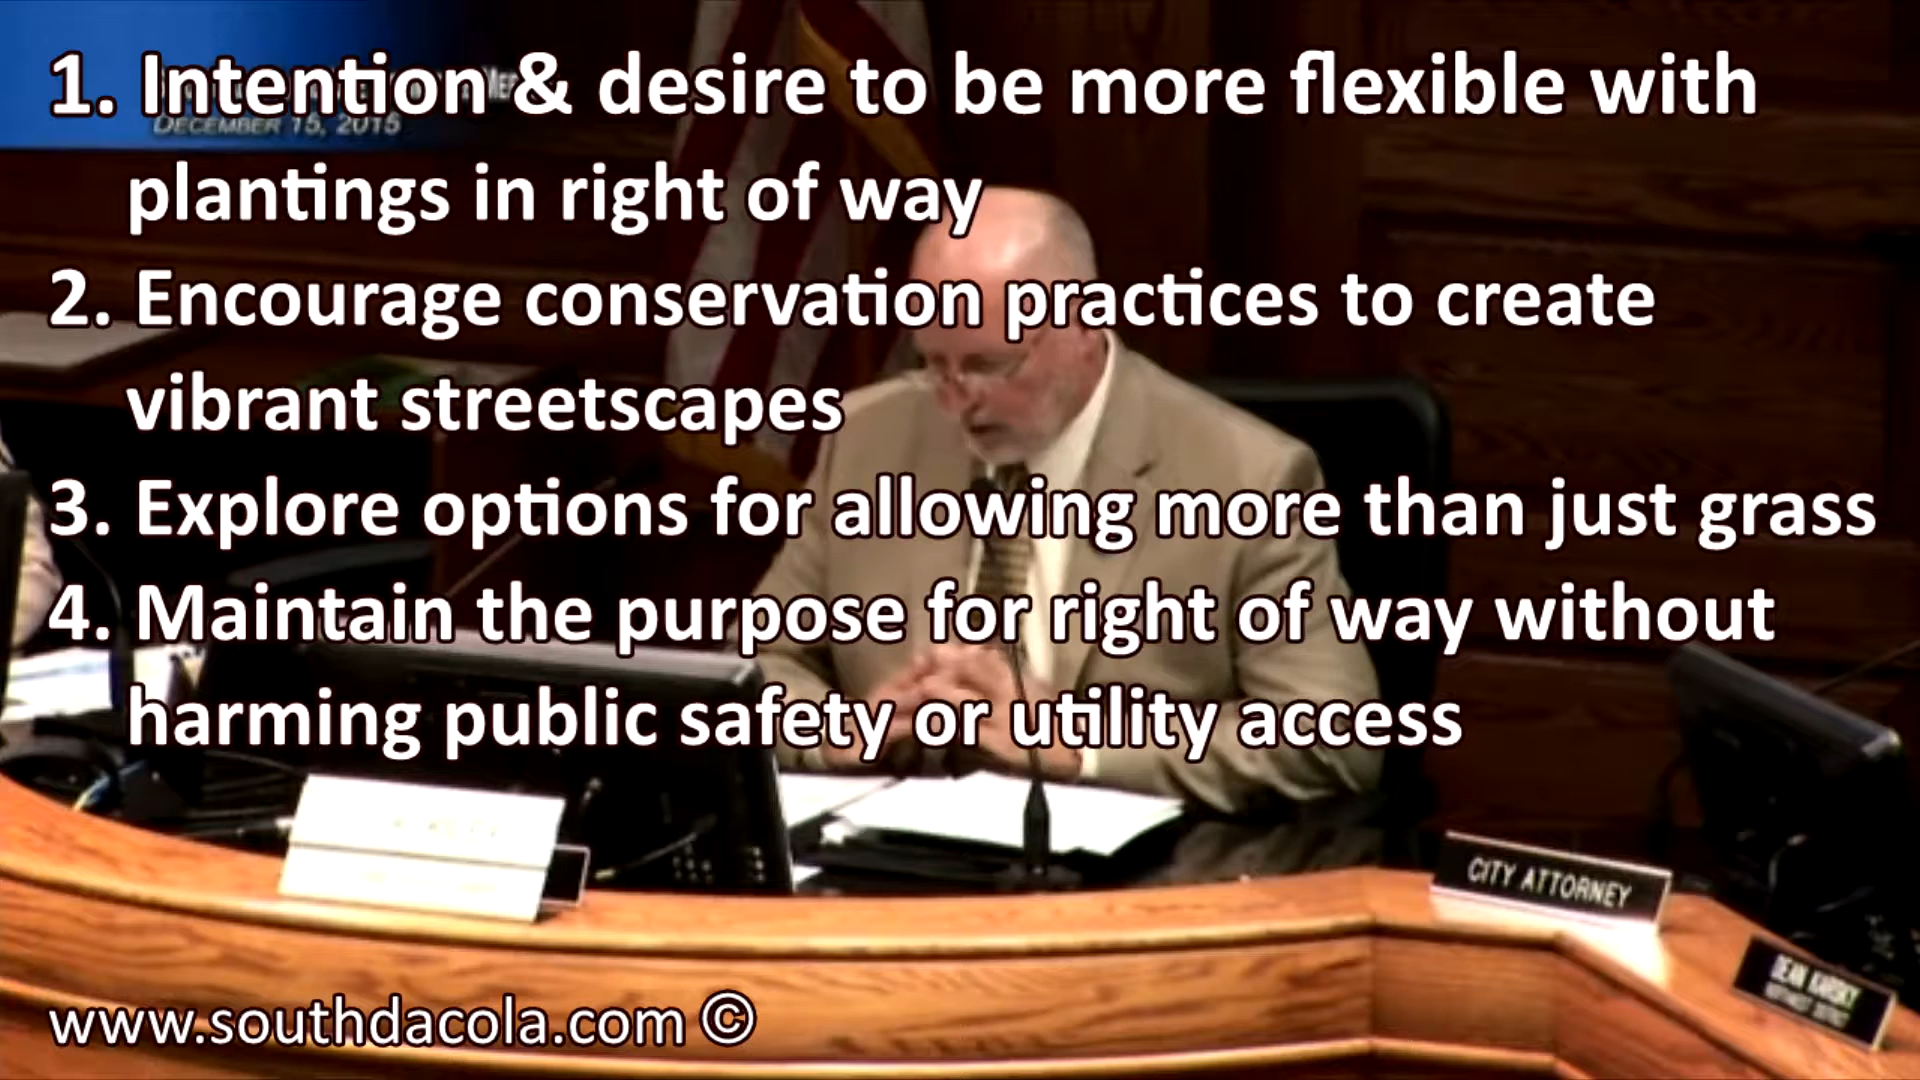 1. Intention & desire to be more flexible with
DECEMBER 15, 2015
plantings in right of way
2. Encourage conservation practices to create
vibrant streetscapes
3. Explore options for allowing more than just grass
4. Maintain the purpose for right of way without
harming public safety or utility access
CITY ATTORNEY
DEAN KARSKY
www.southdacola.com ©